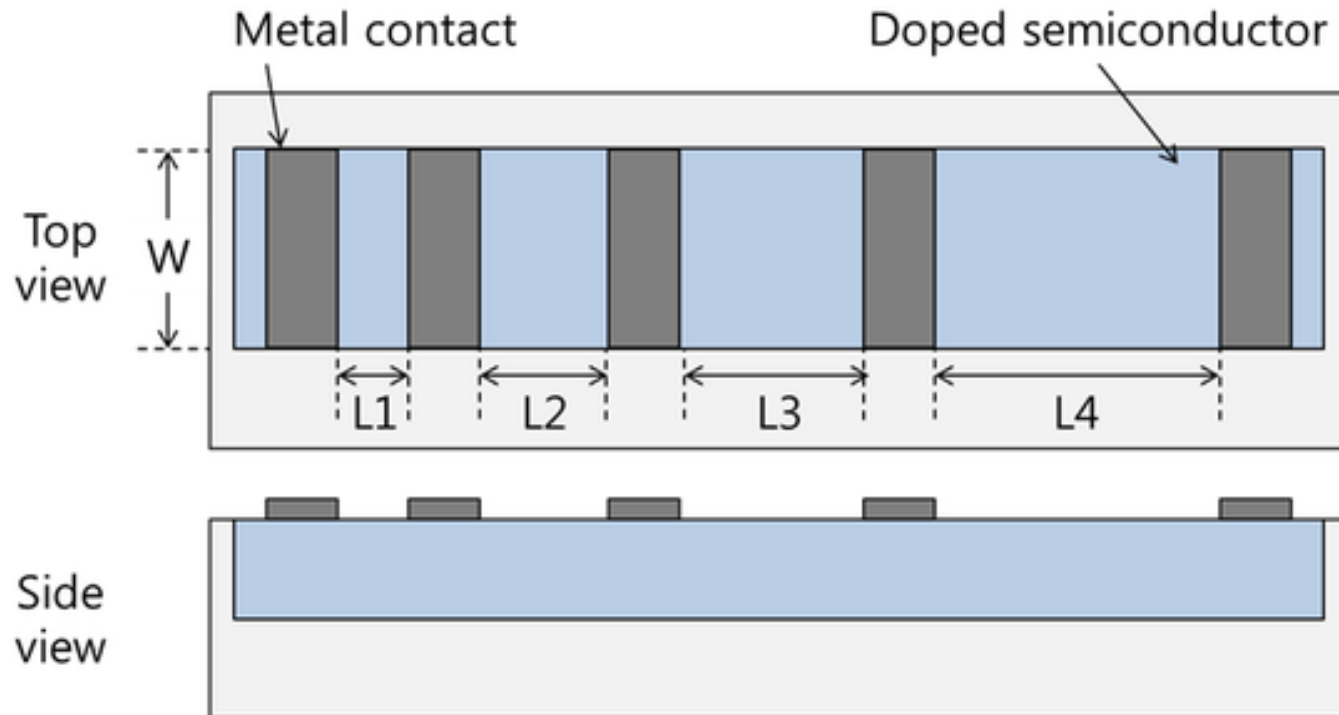 Metal contact
Doped semiconductor
Top
view
W
L1
L2
L3
L4
Side
view